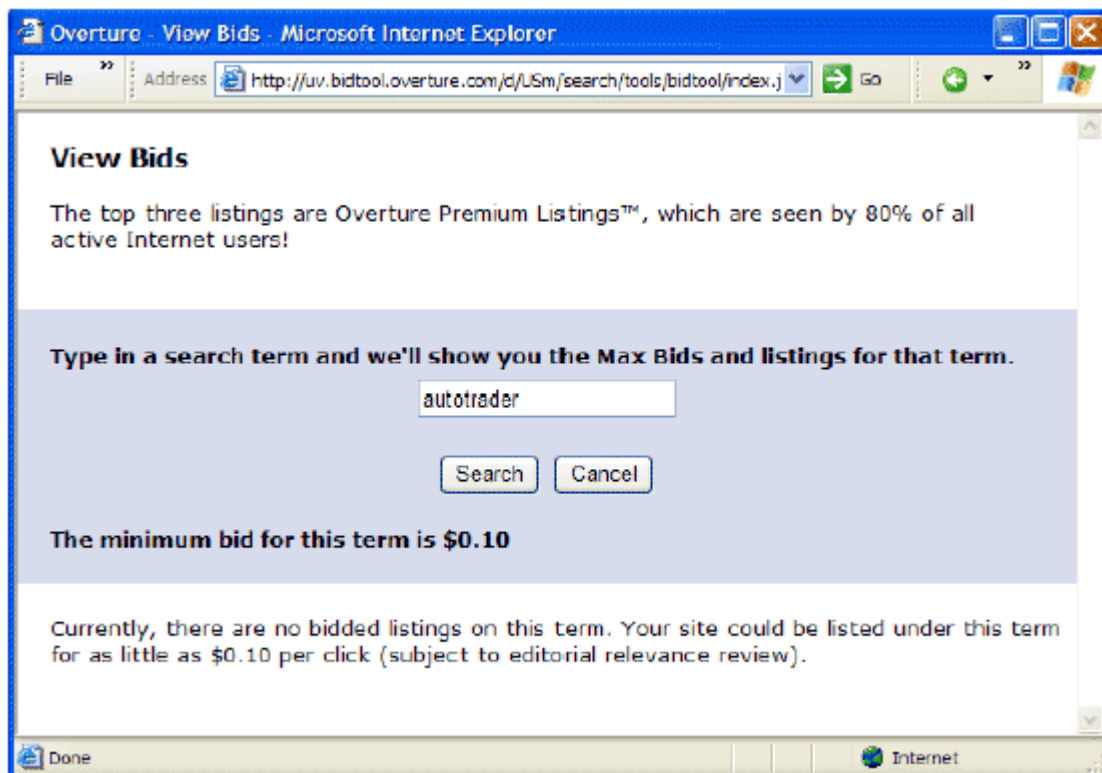 Overture - View Bids - Microsoft Internet Explorer
File » Address http://uv.bidtool.overture.com/d/USm/search/tools/bidtool/index.j Go »
View Bids
The top three listings are Overture Premium Listings™, which are seen by 80% of all
active Internet users!
Type in a search term and we'll show you the Max Bids and listings for that term.
autotrader
Search Cancel
The minimum bid for this term is $0.10
Currently, there are no bidded listings on this term. Your site could be listed under this term
for as little as $0.10 per click (subject to editorial relevance review).
Done Internet